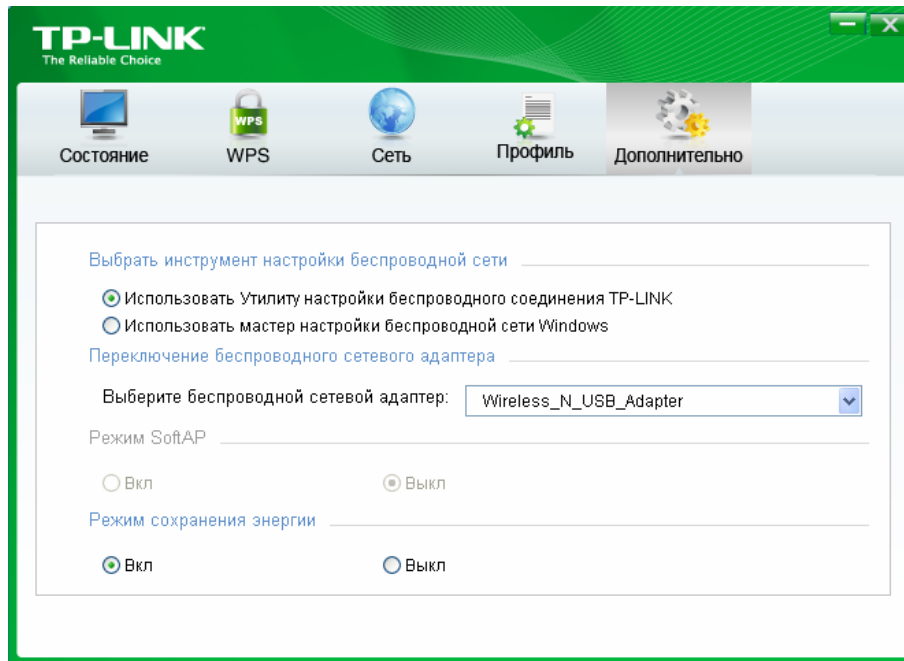 TP-LINK
The Reliable Choice
WPS
Состояние
WPS
Сеть
Профиль
Дополнительно
Выбрать инструмент настройки беспроводной сети
Использовать Утилиту настройки беспроводного соединения TP-LINK
Использовать мастер настройки беспроводной сети Windows
Переключение беспроводного сетевого адаптера
Выберите беспроводной сетевой адаптер: Wireless_N_USB_Adapter
Режим SoftAP
Вкл Выкл
Режим сохранения энергии
Вкл Выкл